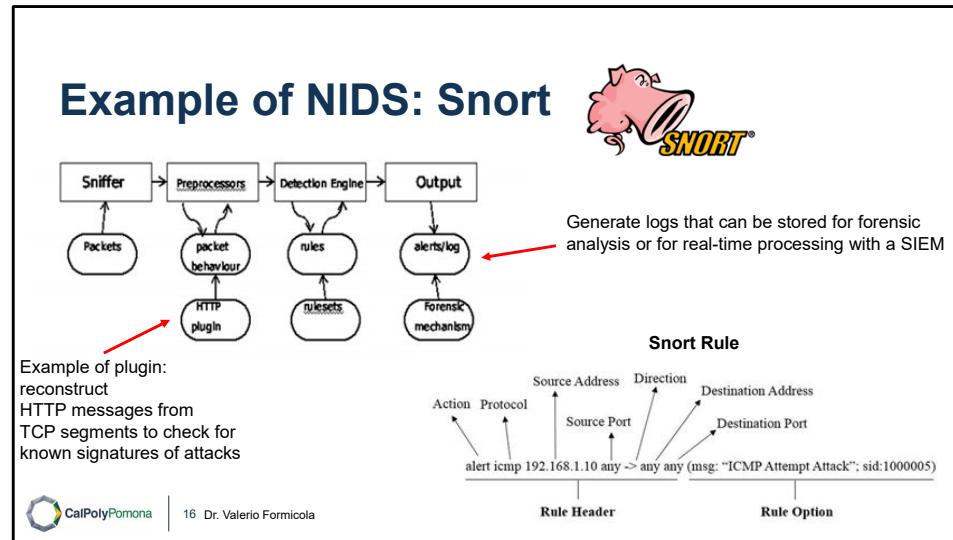 Example of NIDS: Snort
SNORT®
Sniffer
Preprocessors
Detection Engine
Output
Packets
packet
behaviour
rules
alerts/log
HTTP
plugin
rulesets
Forensic
mechanism
Generate logs that can be stored for forensic
analysis or for real-time processing with a SIEM
Example of plugin:
reconstruct
HTTP messages from
TCP segments to check for
known signatures of attacks
Snort Rule
Source Address
Direction
Action
Protocol
Destination Address
Source Port
Destination Port
alert icmp 192.168.1.10 any -> any any (msg: “ICMP Attempt Attack”; sid:1000005)
Rule Header
Rule Option
CalPolyPomona
16 Dr. Valerio Formicola